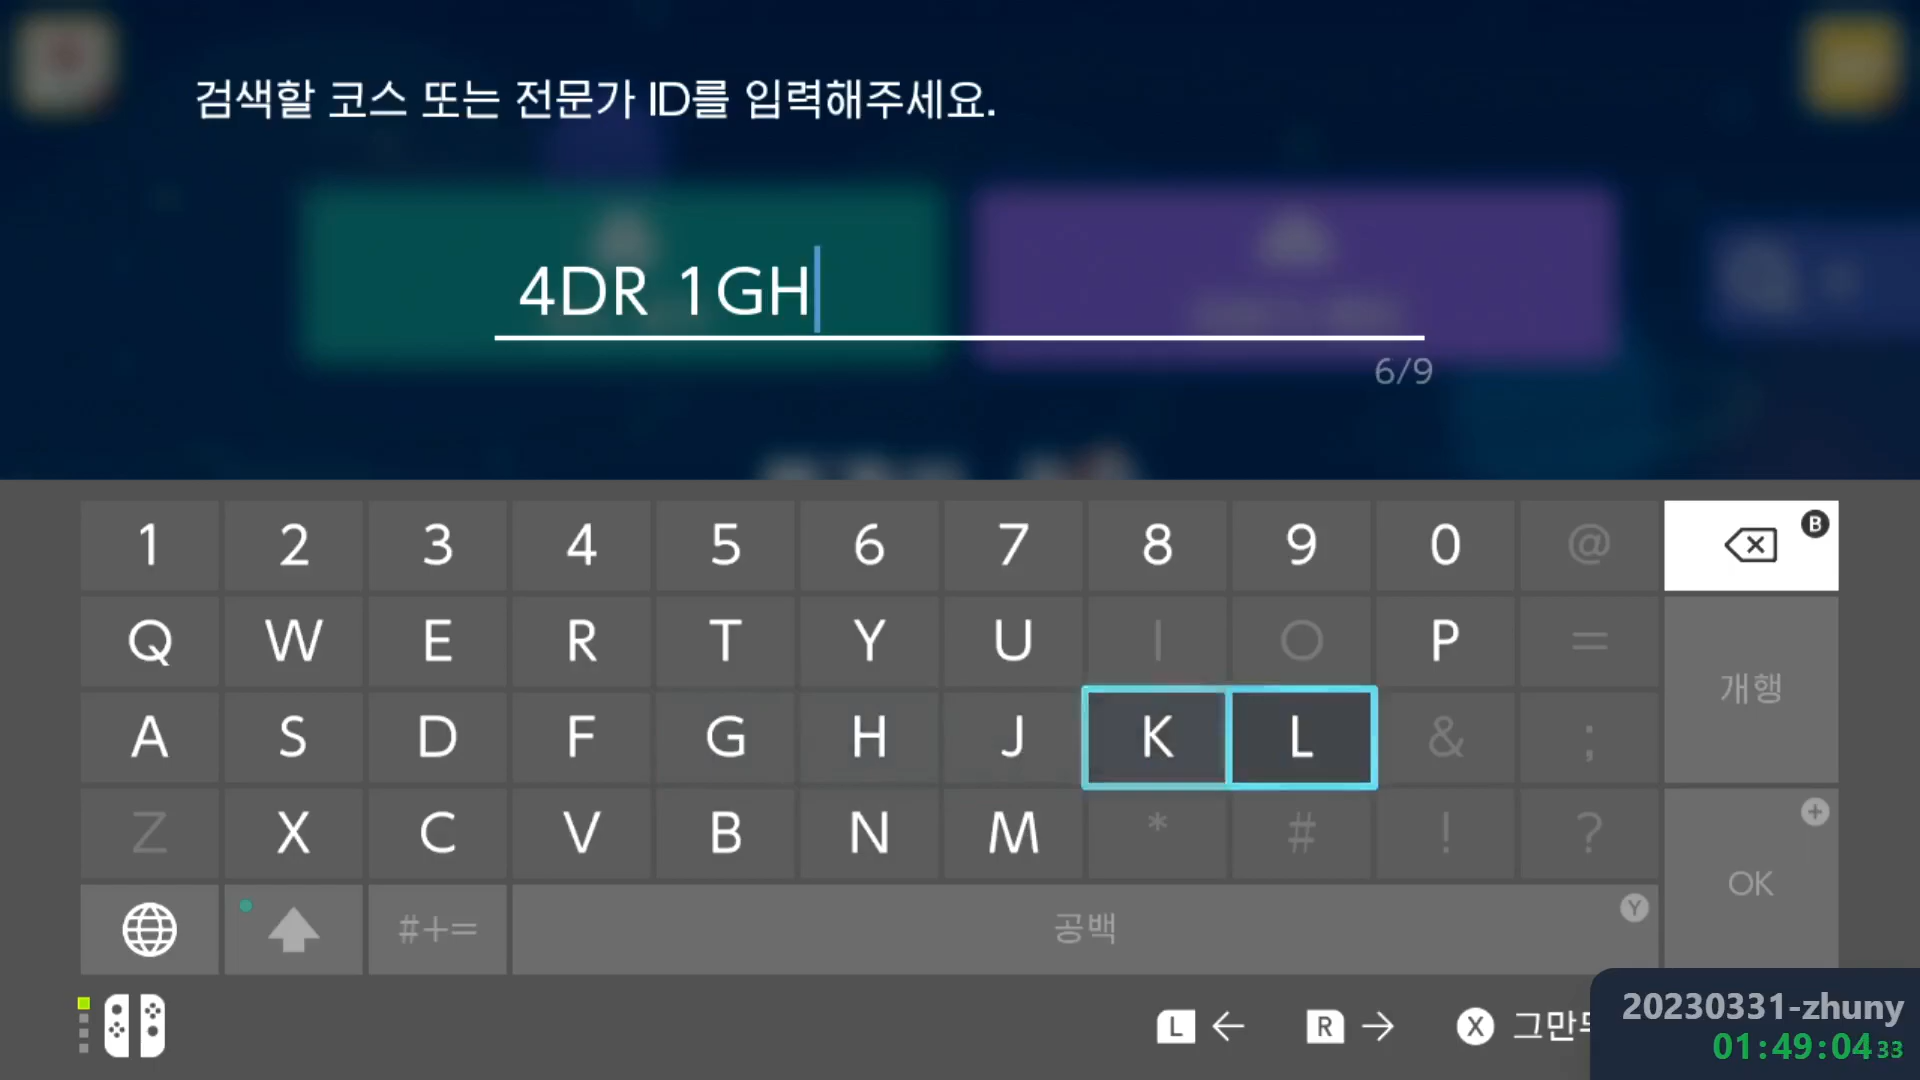 검색할 코스 또는 전문가 ID를 입력해주세요.
4DR 1GH
6/9
1 2 3 4 5 6 7 8 9 0 @
Q W E R T Y U I O P =
A S D F G H J K L & ;
Z X C V B N M * # ! ?
B
개행
+
OK
#+= 공백 Y
L ← R → X 그만
20230331-zhuny
01:49:04 33